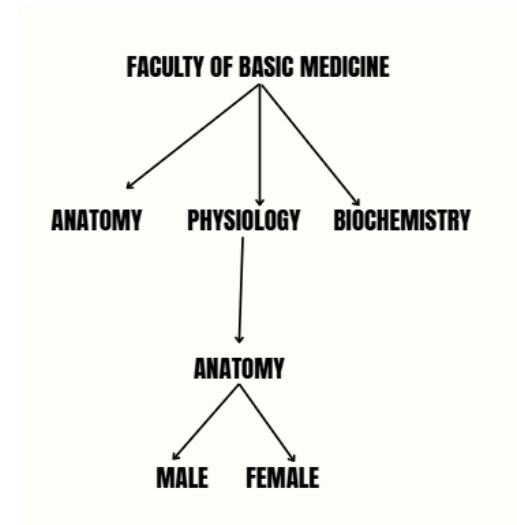 FACULTY OF BASIC MEDICINE
ANATOMY PHYSIOLOGY BIOCHEMISTRY
ANATOMY
MALE FEMALE